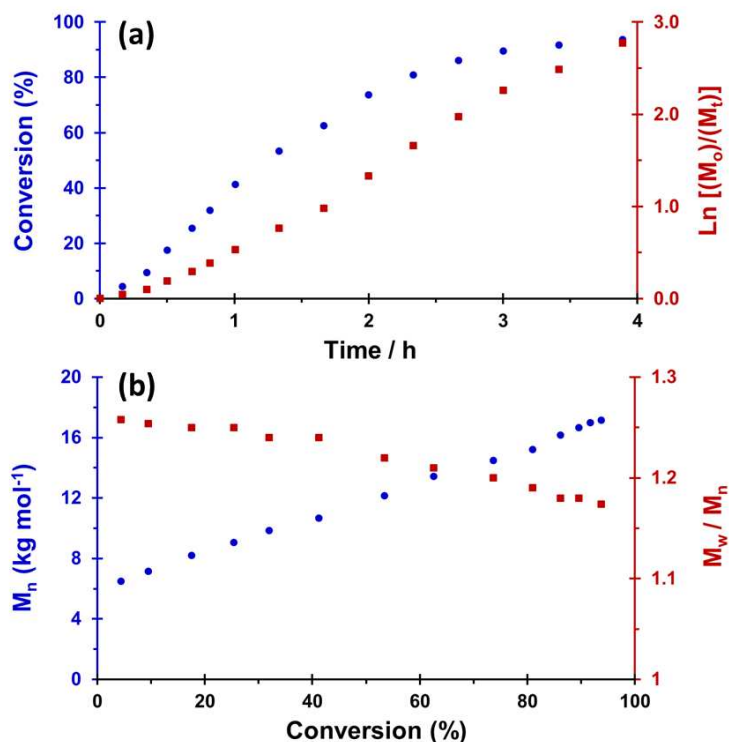 (a)
Conversion (%)
100
80
60
40
20
0
3.0
2.0
1.0
0.0
Ln [(Mₒ)/(Mₜ)]
0 1 2 3 4
Time / h
(b)
Mₙ (kg mol⁻¹)
20
16
12
8
4
0
1.3
1.2
1.1
1
M_w / Mₙ
0 20 40 60 80 100
Conversion (%)